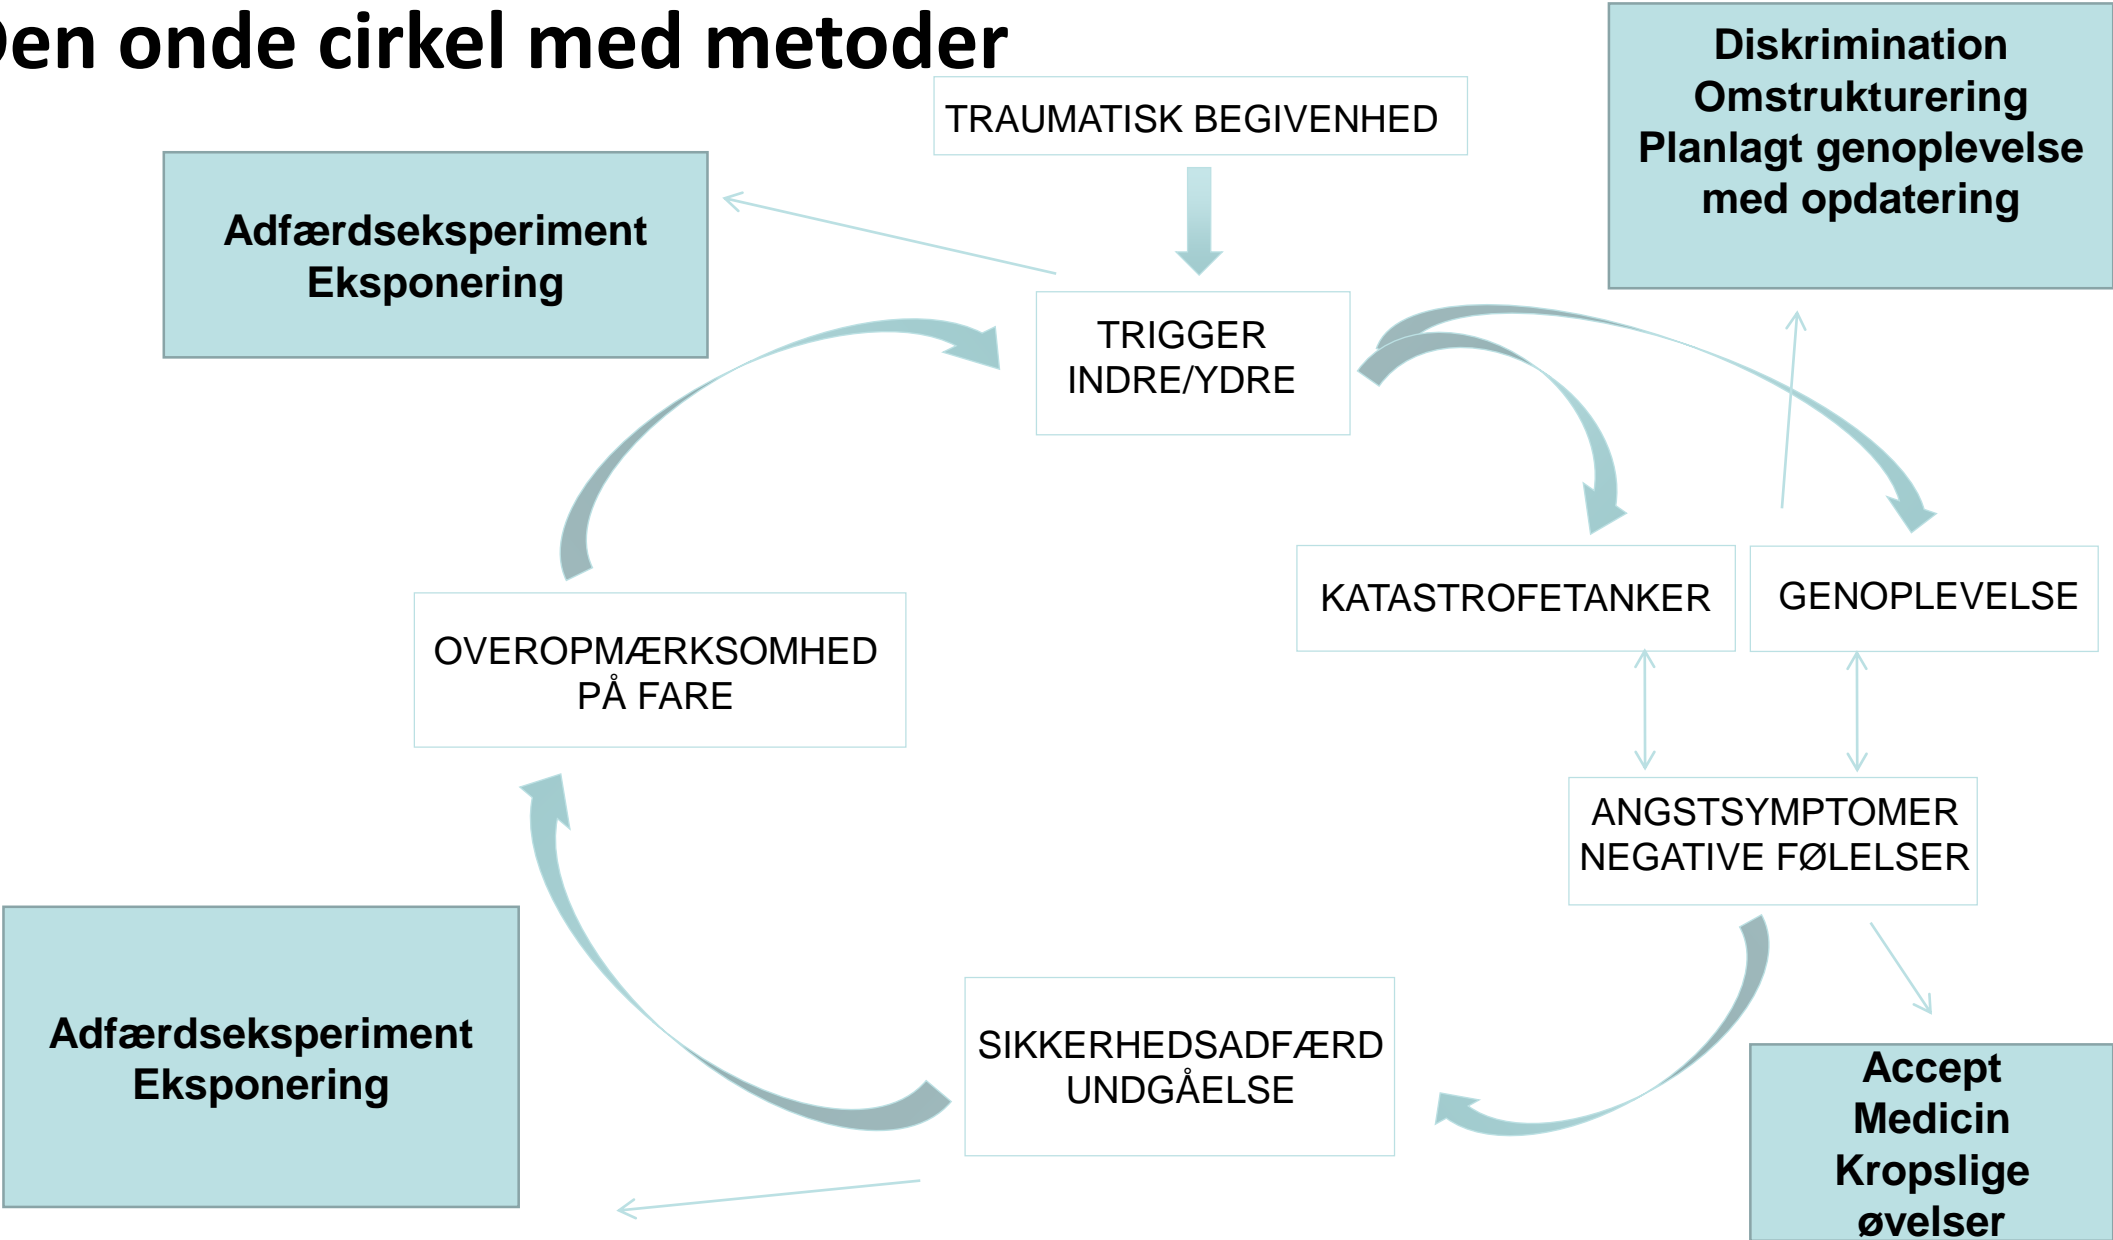 Den onde cirkel med metoder
Diskrimination
Omstrukturering
Planlagt genoplevelse
med opdatering
TRAUMATISK BEGIVENHED
Adfærdseksperiment
Eksponering
TRIGGER
INDRE/YDRE
KATASTROFETANKER
GENOPLEVELSE
OVEROPMÆRKSOMHED
PÅ FARE
ANGSTSYMPTOMER
NEGATIVE FØLELSER
SIKKERHEDSADFÆRD
UNDGÅELSE
Adfærdseksperiment
Eksponering
Accept
Medicin
Kropslige
øvelser